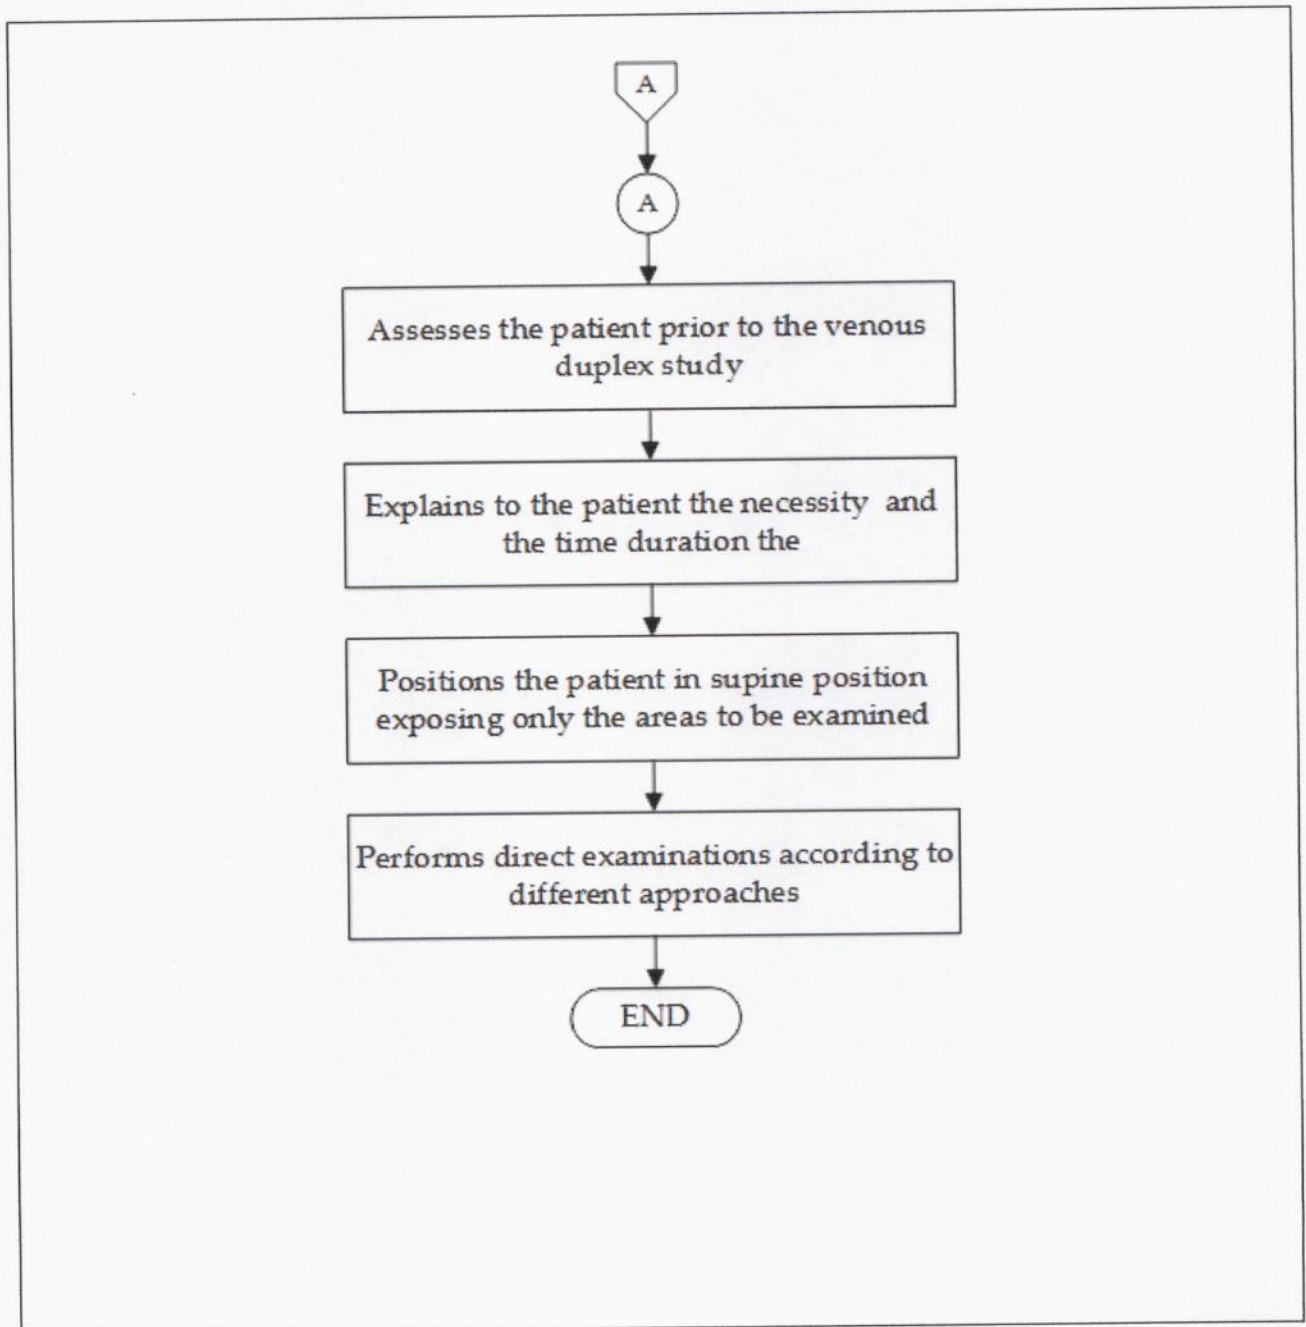 A
A
Assesses the patient prior to the venous
duplex study
Explains to the patient the necessity and
the time duration the
Positions the patient in supine position
exposing only the areas to be examined
Performs direct examinations according to
different approaches
END